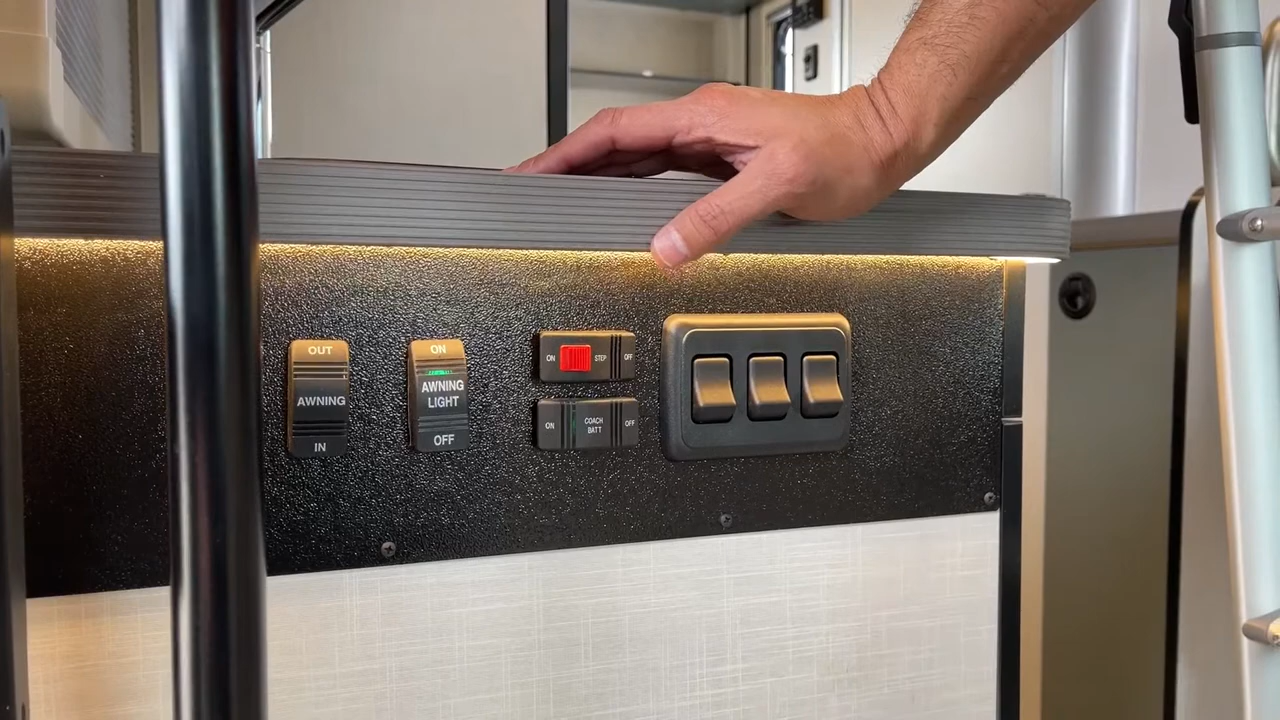 OUT
AWNING
IN
ON
AWNING
LIGHT
OFF
ON STEP OFF
ON COACH BATT OFF